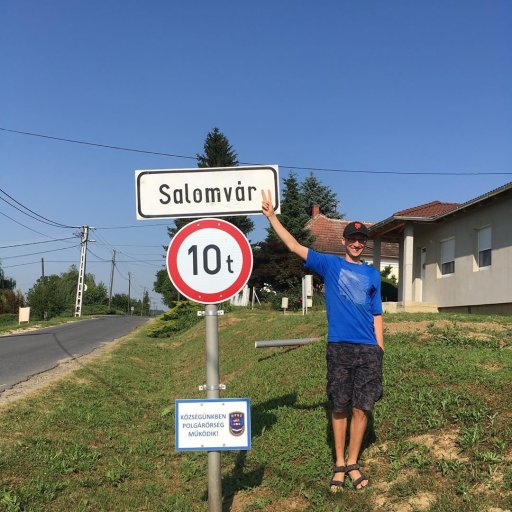 Salomvár
10t
KÖZSÉGÜNKBEN
POLGÁRŐRSÉG
MŰKÖDIK!